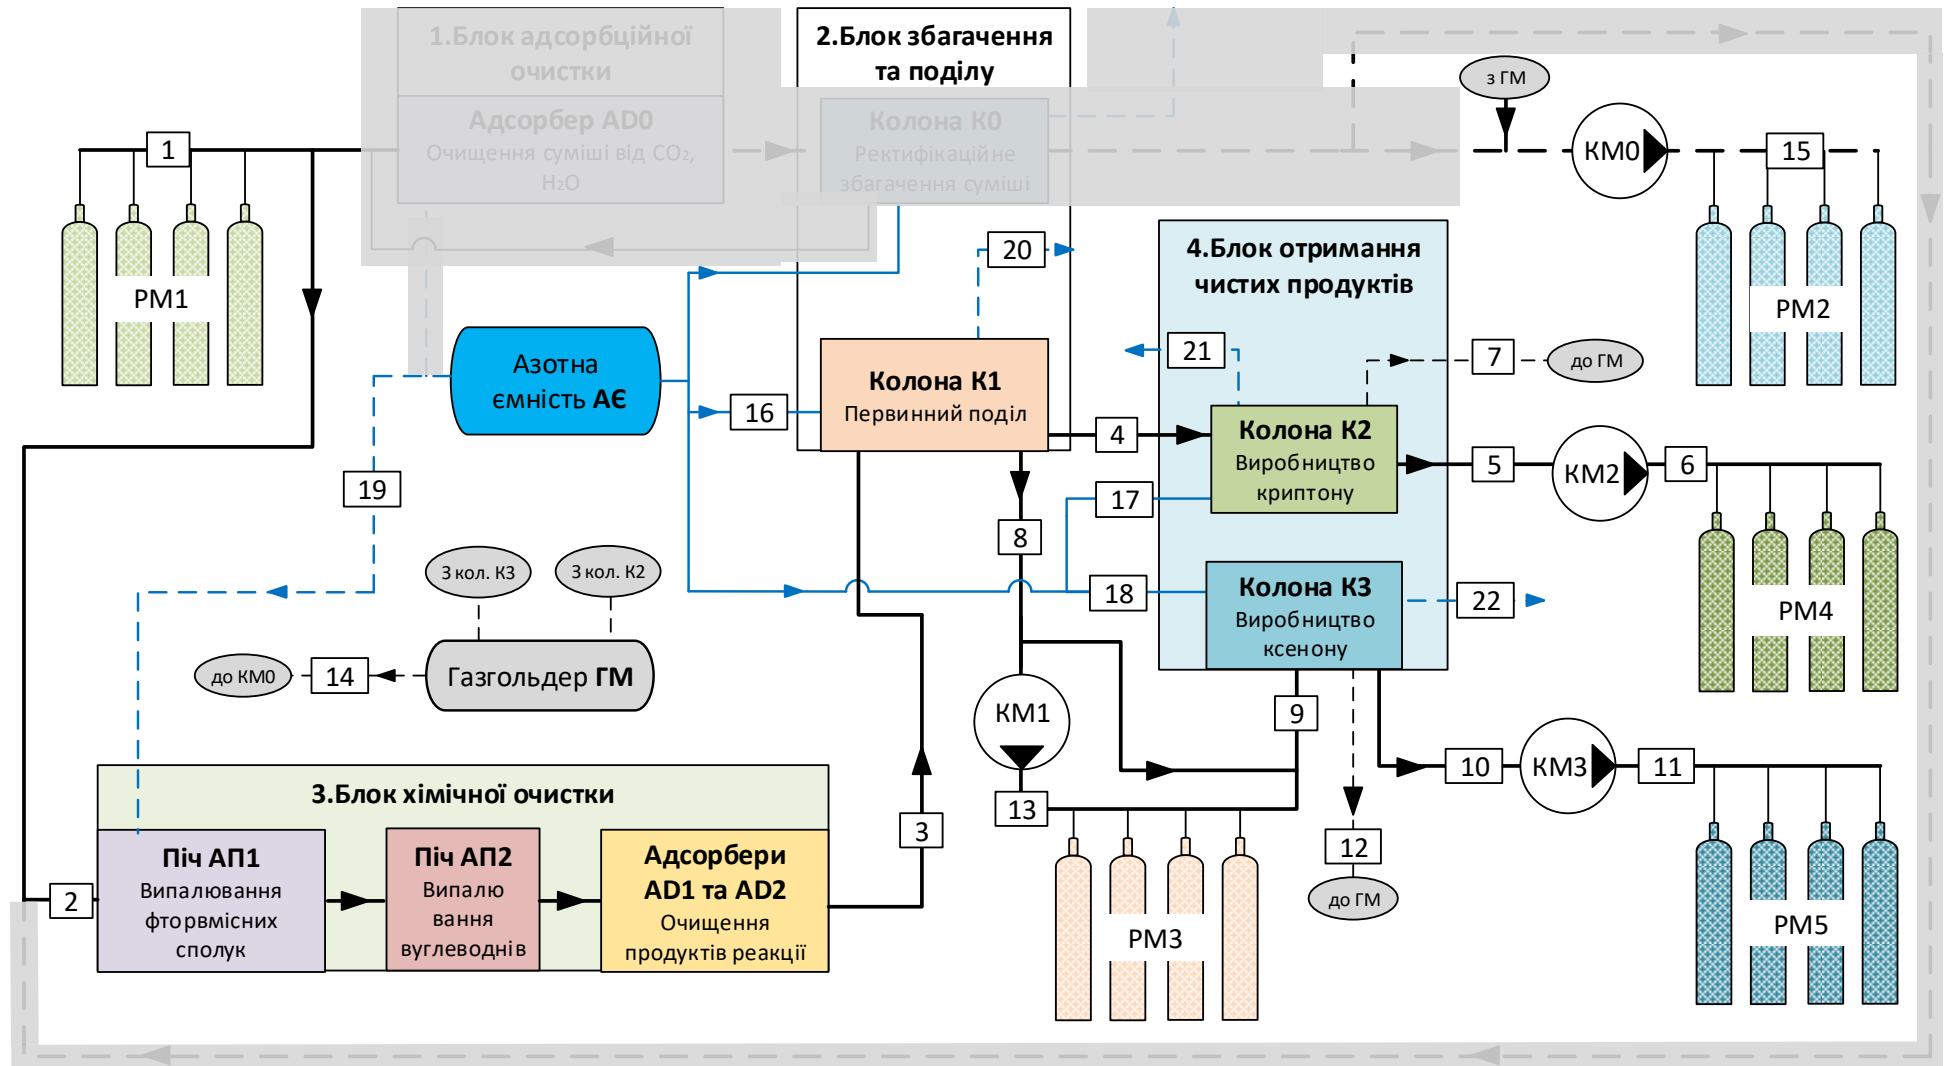 1.Блок адсорбційної
очистки
Адсорбер AD0
Очищення суміші від CO₂,
H₂O
2.Блок збагачення
та поділу
Колона К0
Ректифікаційне
збагачення суміші
з ГМ
КМ0
15
1
РМ1
РМ2
20
4.Блок отримання
чистих продуктів
21
7
до ГМ
Азотна
ємність АЄ
16
Колона К1
Первинний поділ
4
Колона К2
Виробництво
криптону
5
КМ2
6
19
17
8
З кол. К3
З кол. К2
18
Колона К3
Виробництво
ксенону
22
РМ4
до КМ0
14
Газгольдер ГМ
КМ1
9
10
КМ3
11
3.Блок хімічної очистки
13
3
12
Піч АП1
Випалювання
фторвмісних
сполук
2
Піч АП2
Випалю
вання
вуглеводнів
Адсорбери
AD1 та AD2
Очищення
продуктів реакції
до ГМ
РМ3
РМ5